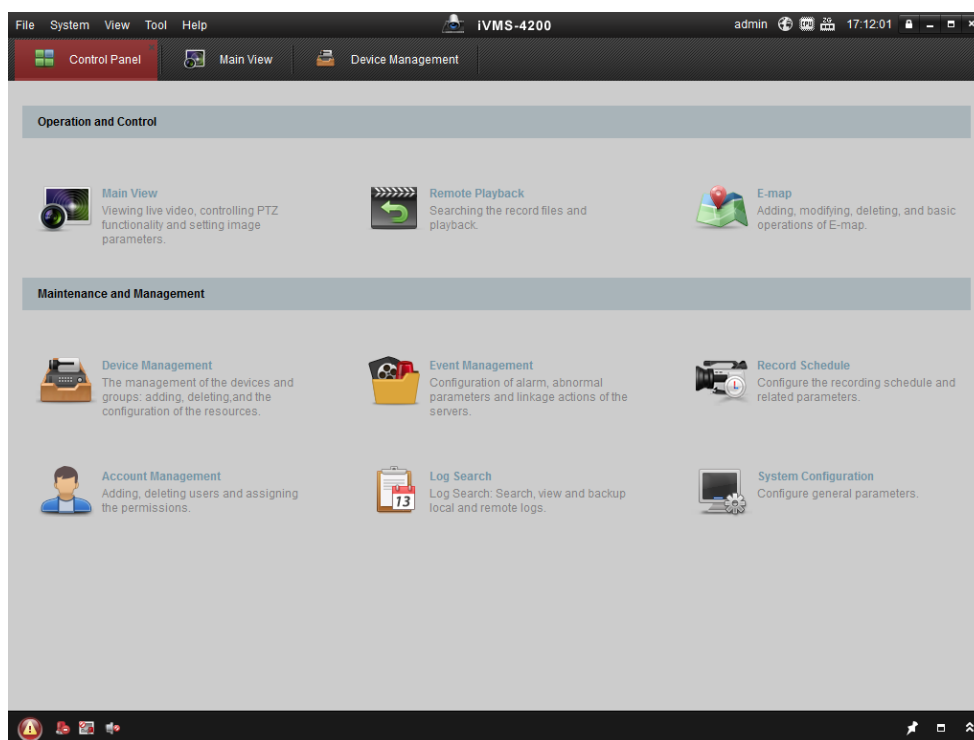 File System View Tool Help iVMS-4200 admin CPU 2G 17:12:01
Control Panel Main View Device Management
Operation and Control
Main View
Viewing live video, controlling PTZ
functionality and setting image
parameters.
Remote Playback
Searching the record files and
playback.
E-map
Adding, modifying, deleting, and basic
operations of E-map.
Maintenance and Management
Device Management
The management of the devices and
groups: adding, deleting,and the
configuration of the resources.
Event Management
Configuration of alarm, abnormal
parameters and linkage actions of the
servers.
Record Schedule
Configure the recording schedule and
related parameters.
Account Management
Adding, deleting users and assigning
the permissions.
Log Search
Log Search: Search, view and backup
local and remote logs.
13
System Configuration
Configure general parameters.